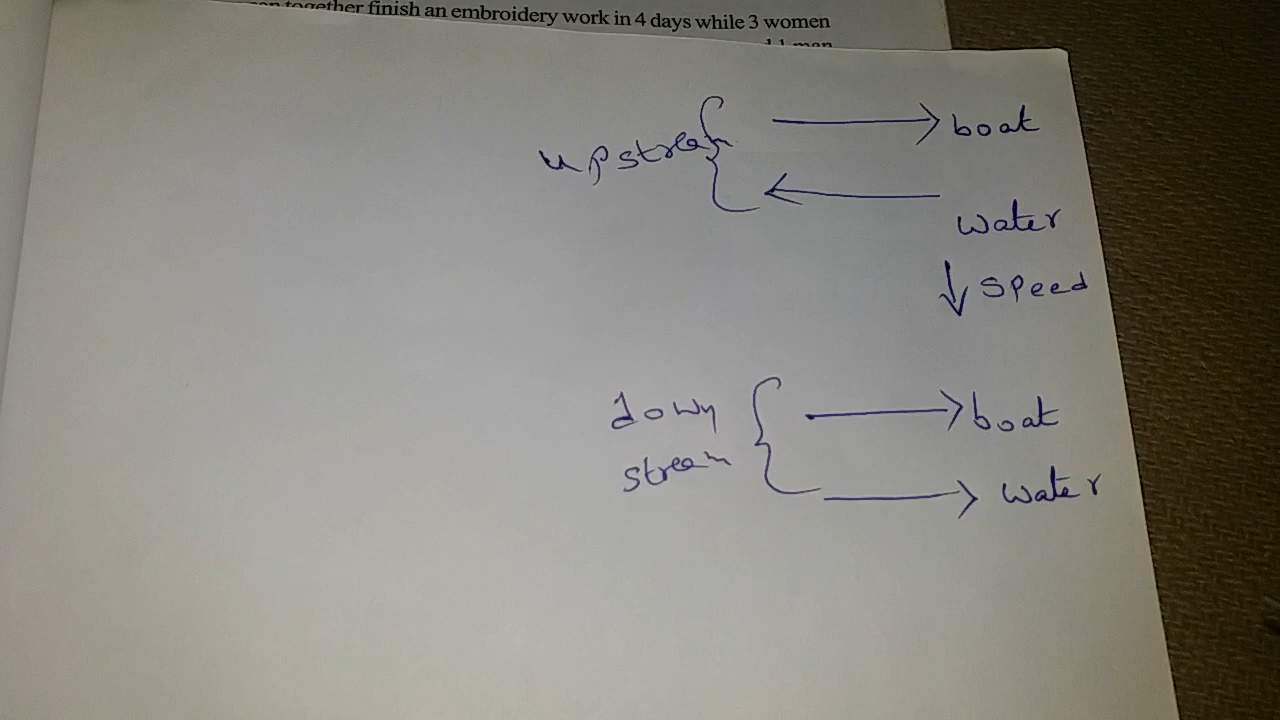 together finish an embroidery work in 4 days while 3 women
upstream
boat
water
speed
down
stream
boat
water